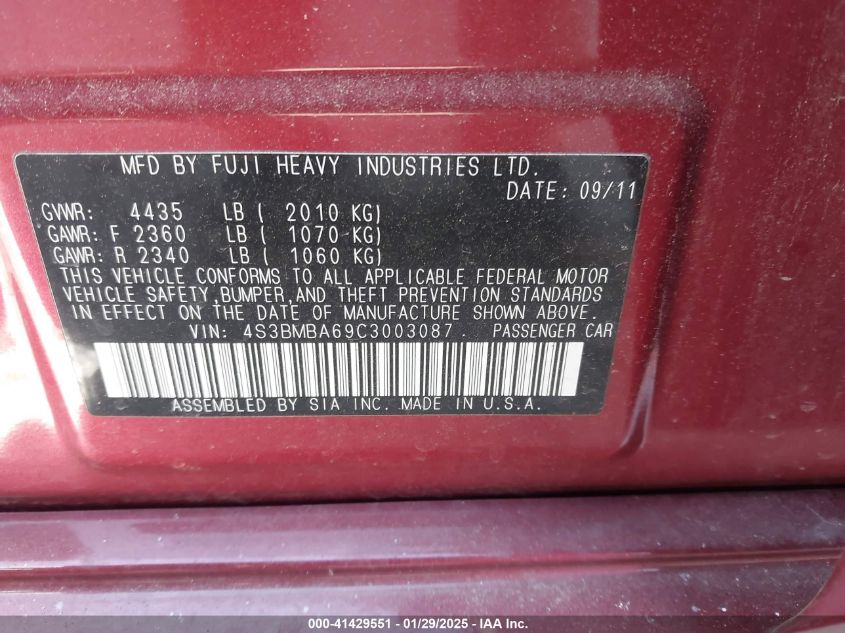 MFD BY FUJI HEAVY INDUSTRIES LTD.
DATE: 09/11
GVWR: 4435 LB ( 2010 KG)
GAWR: F 2360 LB ( 1070 KG)
GAWR: R 2340 LB ( 1060 KG)
THIS VEHICLE CONFORMS TO ALL APPLICABLE FEDERAL MOTOR
VEHICLE SAFETY, BUMPER, AND THEFT PREVENTION STANDARDS
IN EFFECT ON THE DATE OF MANUFACTURE SHOWN ABOVE.
VIN: 4S3BMBA69C3003087. PASSENGER CAR
ASSEMBLED BY SIA INC. MADE IN U.S.A.
000-41429551 - 01/29/2025 - IAA Inc.